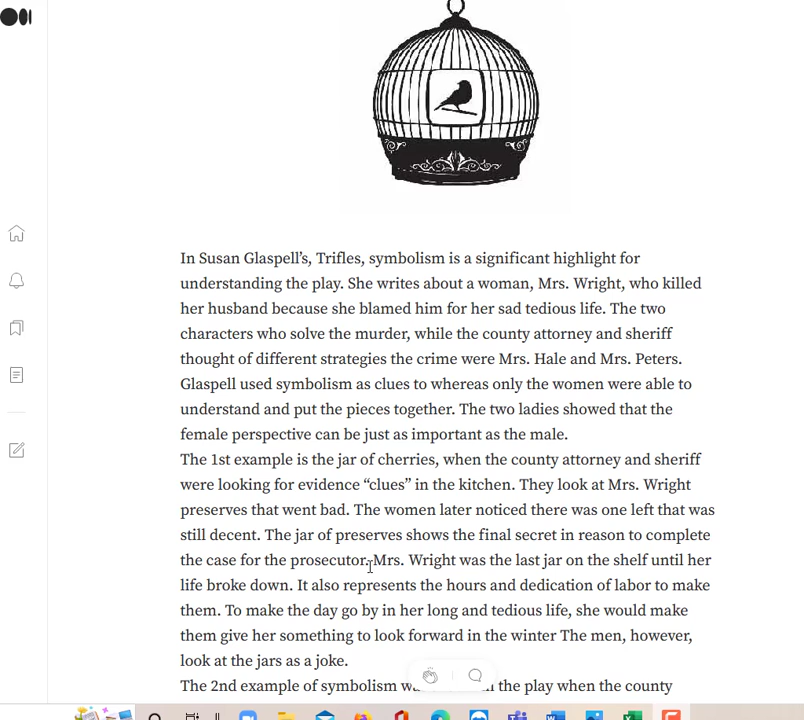 In Susan Glaspell's, Trifles, symbolism is a significant highlight for
understanding the play. She writes about a woman, Mrs. Wright, who killed
her husband because she blamed him for her sad tedious life. The two
characters who solve the murder, while the county attorney and sheriff
thought of different strategies the crime were Mrs. Hale and Mrs. Peters.
Glaspell used symbolism as clues to whereas only the women were able to
understand and put the pieces together. The two ladies showed that the
female perspective can be just as important as the male.
The 1st example is the jar of cherries, when the county attorney and sheriff
were looking for evidence “clues” in the kitchen. They look at Mrs. Wright
preserves that went bad. The women later noticed there was one left that was
still decent. The jar of preserves shows the final secret in reason to complete
the case for the prosecutor. Mrs. Wright was the last jar on the shelf until her
life broke down. It also represents the hours and dedication of labor to make
them. To make the day go by in her long and tedious life, she would make
them give her something to look forward in the winter The men, however,
look at the jars as a joke.
The 2nd example of symbolism the play when the county